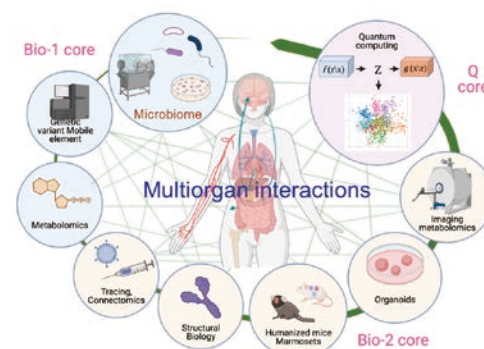 Bio-1 core
Microbiome
Quantum
computing
f(z|x)
Z
g(x|z)
Q
core
Genetic
variant Mobile
element
Multiorgan interactions
Metabolomics
Imaging
metabolomics
Tracing,
Connectomics
Structural
Biology
Humanized mice
Marmosets
Organoids
Bio-2 core